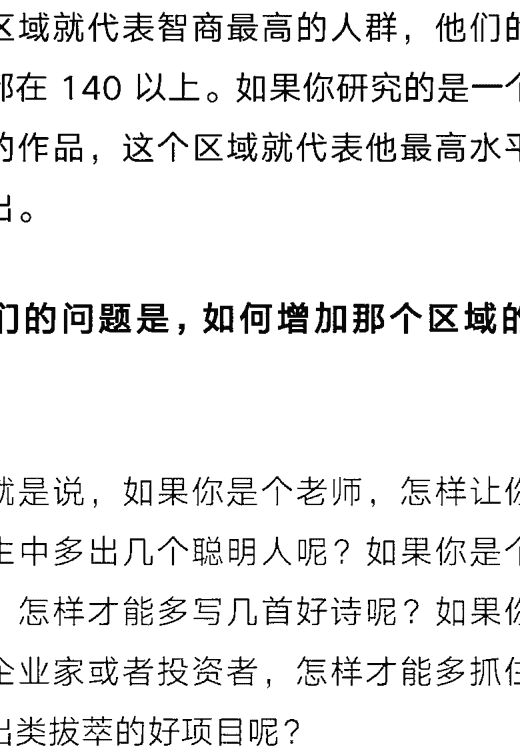 区域就代表智商最高的人群，他们的
都在 140 以上。如果你研究的是一个
的作品，这个区域就代表他最高水平
出。
们的问题是，如何增加那个区域的
就是说，如果你是个老师，怎样让你
生中多出几个聪明人呢？如果你是个
，怎样才能多写几首好诗呢？如果你
企业家或者投资者，怎样才能多抓住
出类拔萃的好项目呢？